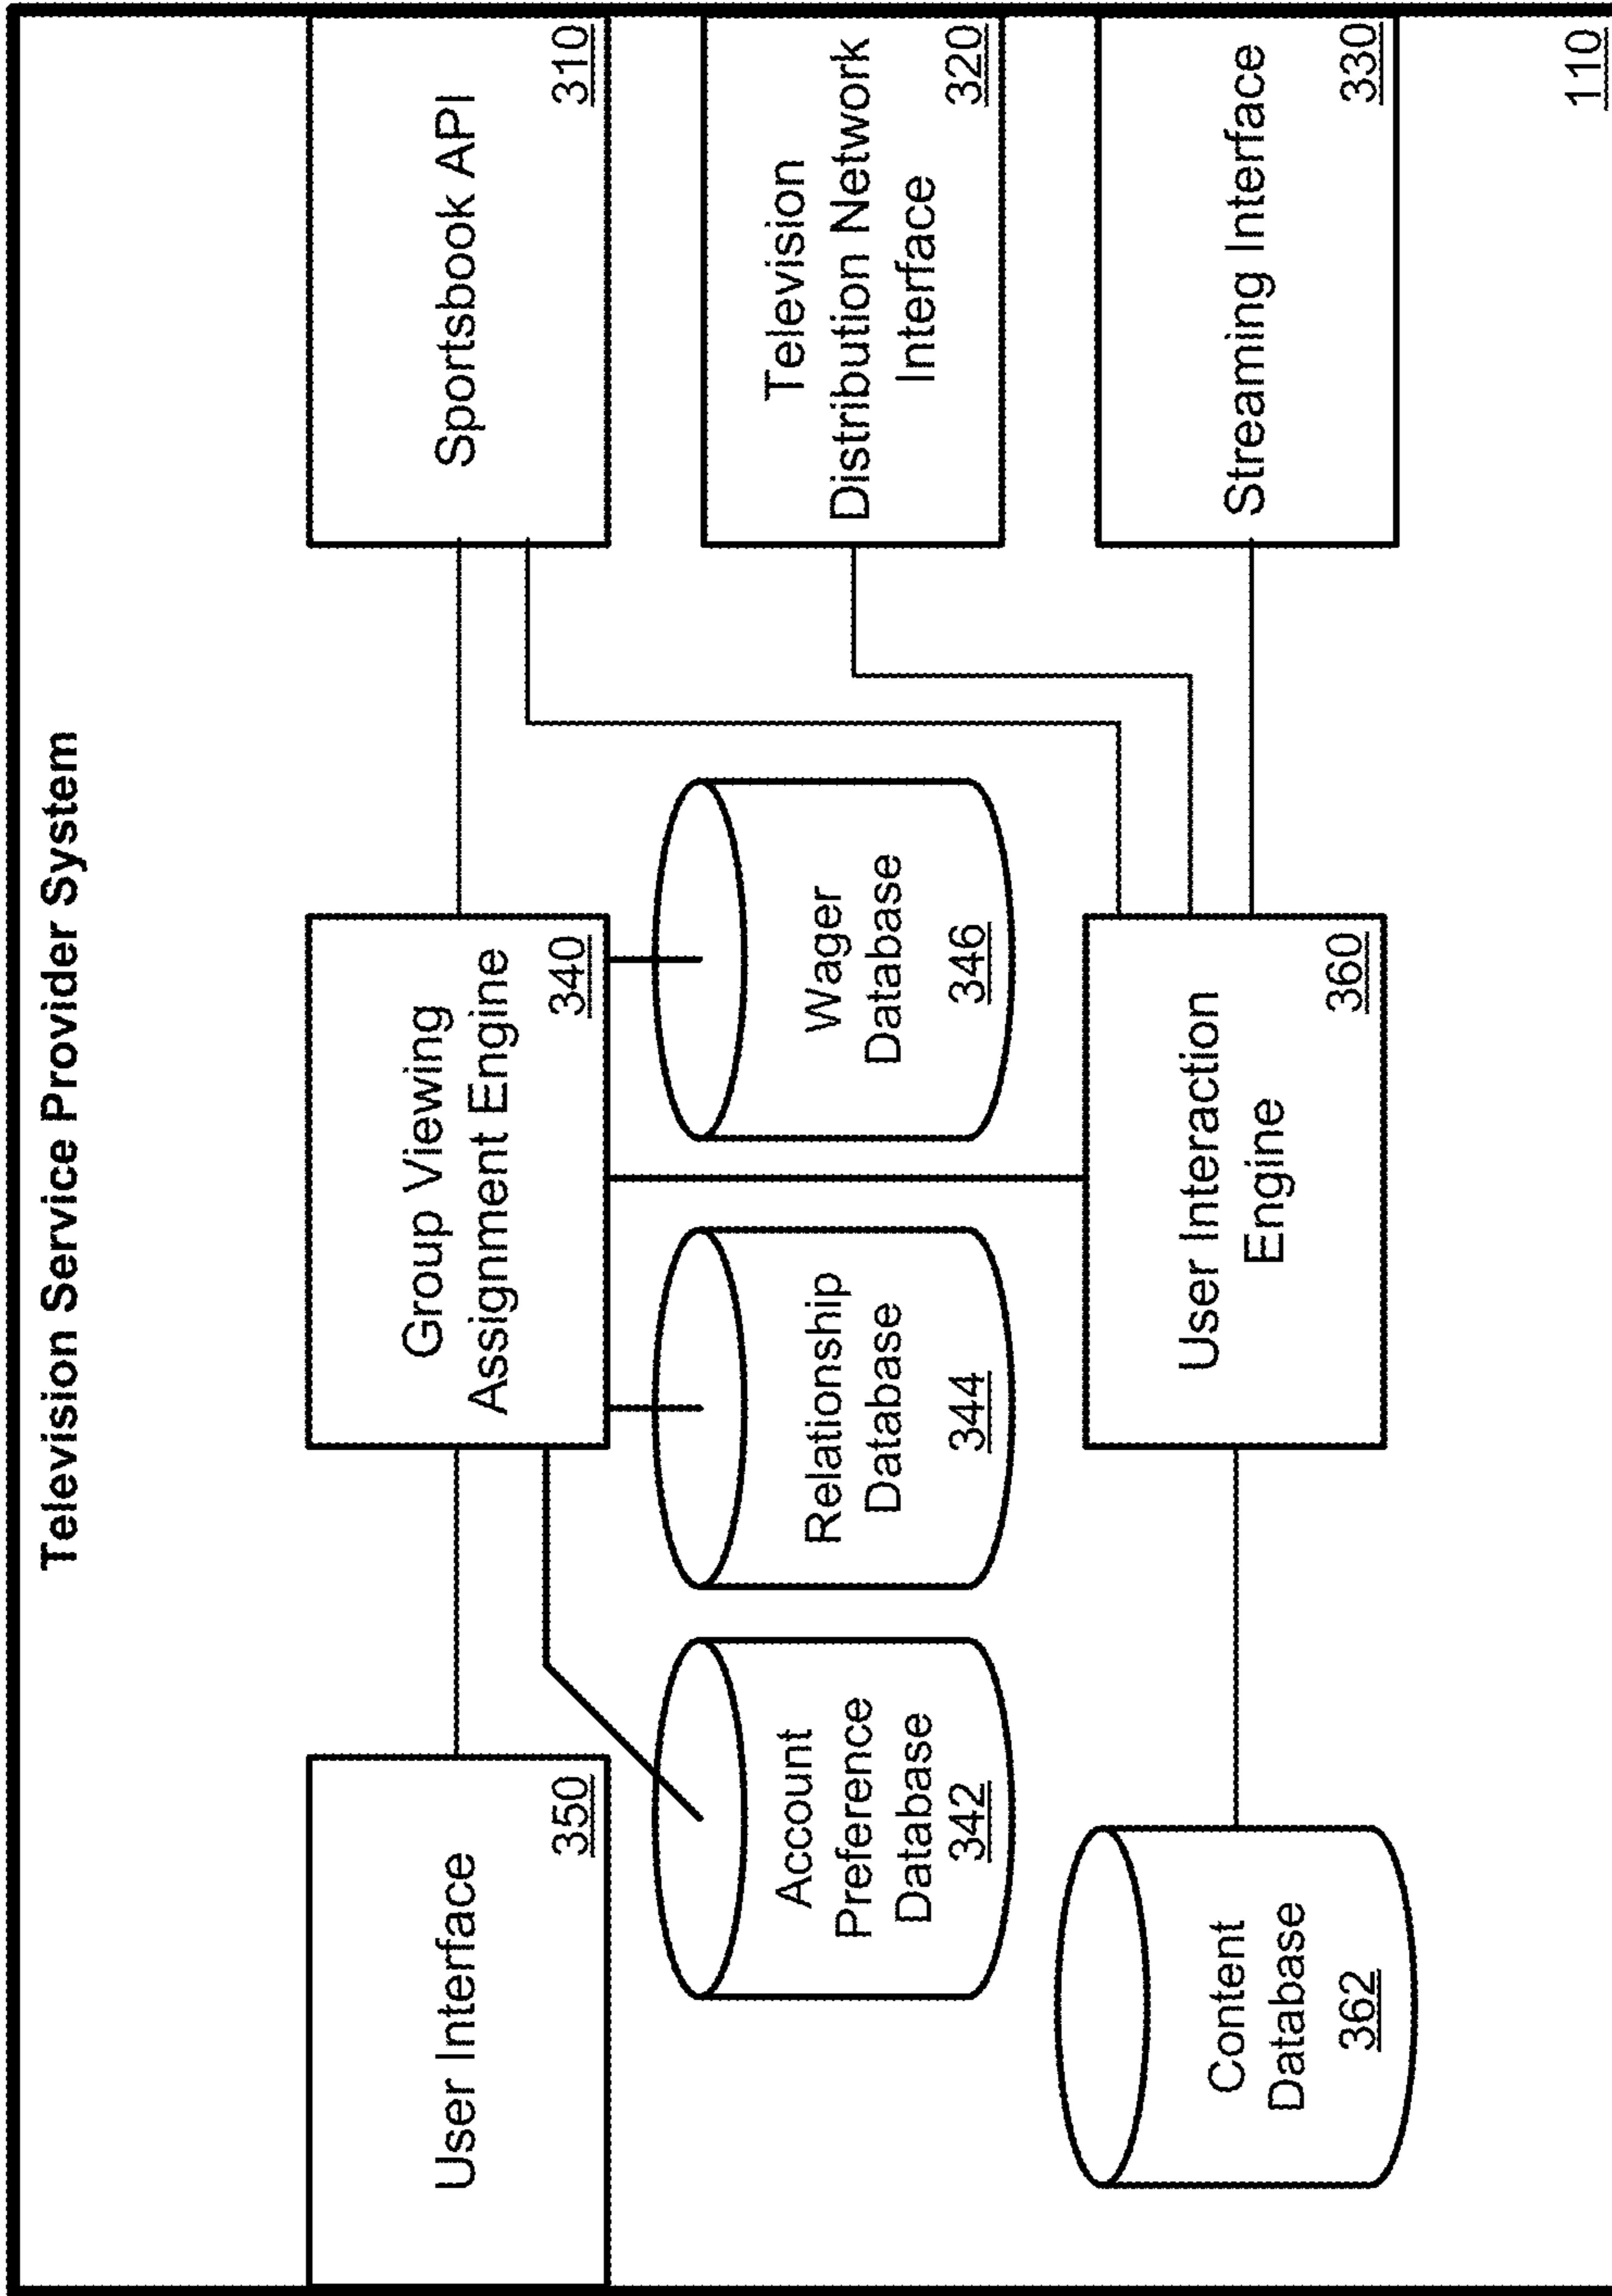 Television Service Provider System
User Interface
350
Group Viewing
Assignment Engine
340
Sportsbook API
310
Account
Preference
Database
342
Relationship
Database
344
Wager
Database
346
Television
Distribution Network
Interface
320
Content
Database
362
User Interaction
Engine
360
Streaming Interface
330
110